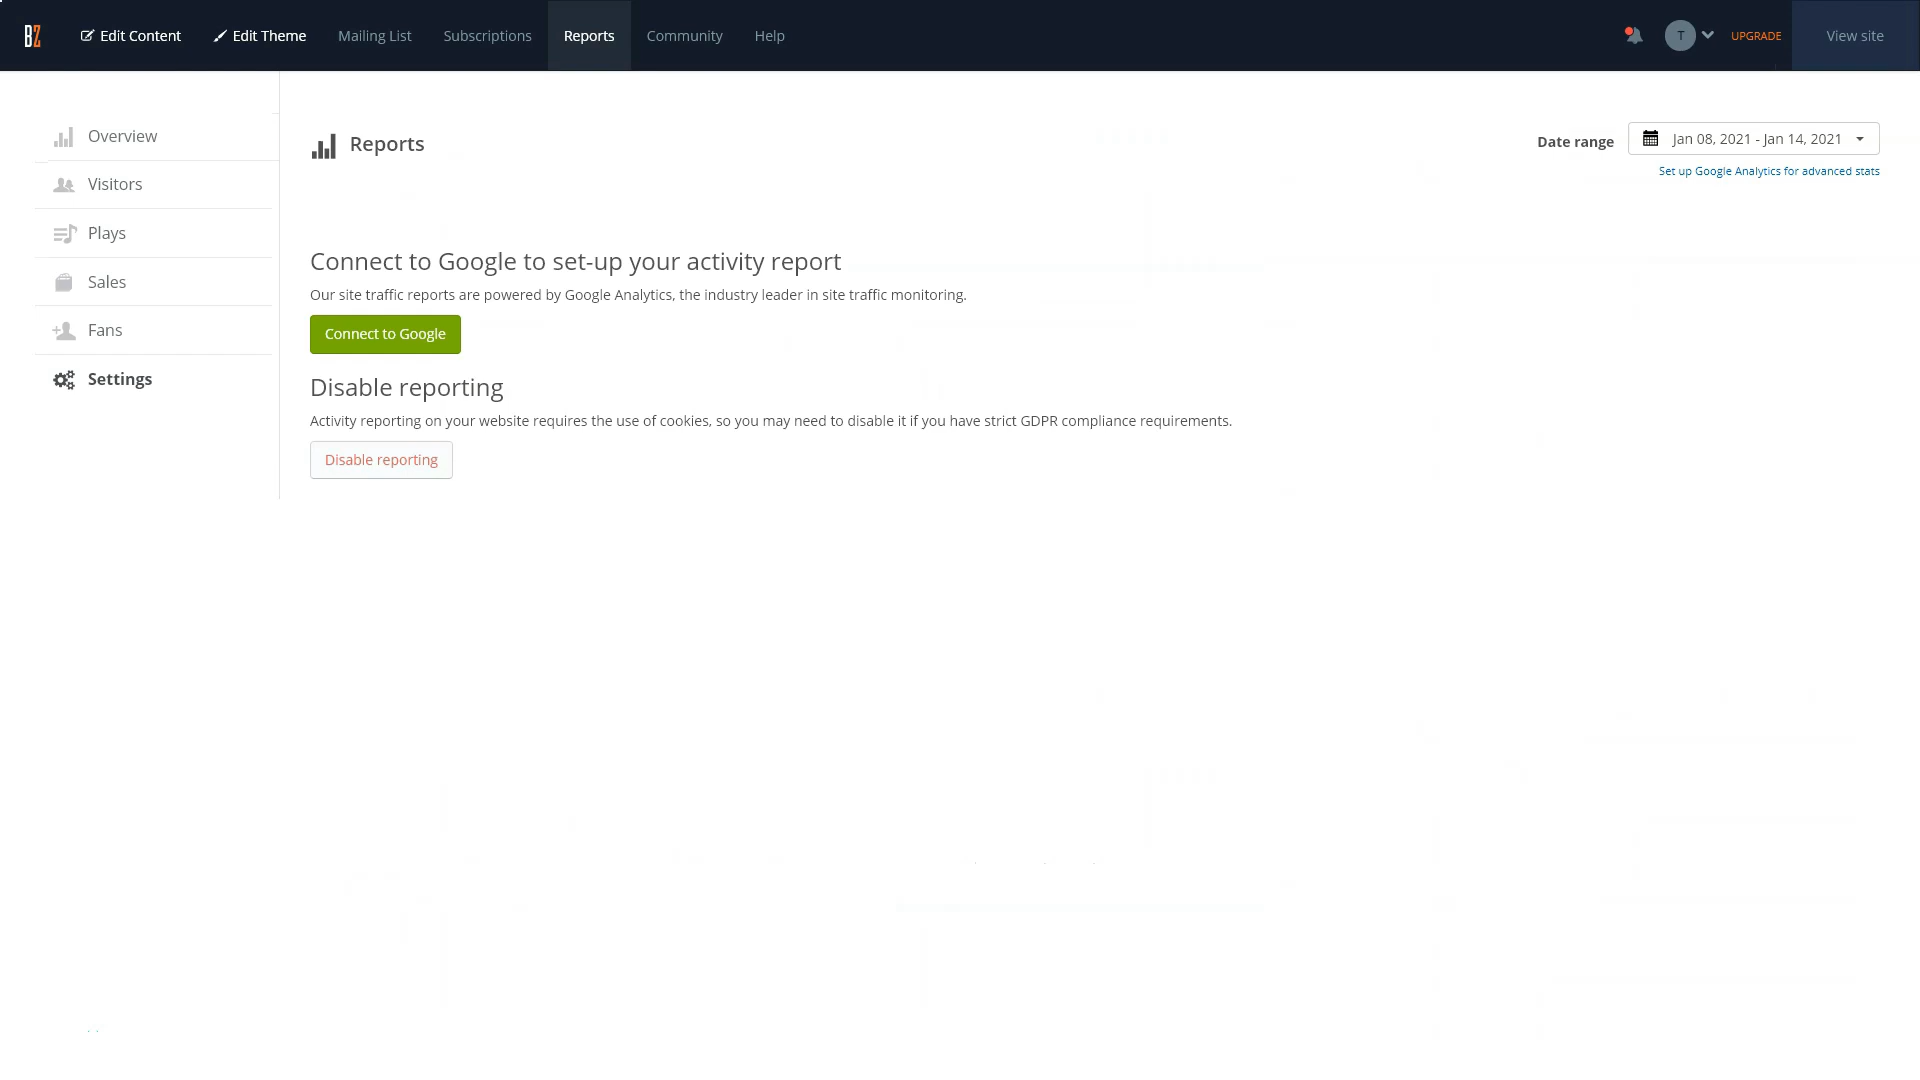 BZ Edit Content Edit Theme Mailing List Subscriptions Reports Community Help T UPGRADE View site
Overview
Visitors
Plays
Sales
Fans
Settings
Reports
Date range Jan 08, 2021 - Jan 14, 2021
Set up Google Analytics for advanced stats
Connect to Google to set-up your activity report
Our site traffic reports are powered by Google Analytics, the industry leader in site traffic monitoring.
Connect to Google
Disable reporting
Activity reporting on your website requires the use of cookies, so you may need to disable it if you have strict GDPR compliance requirements.
Disable reporting